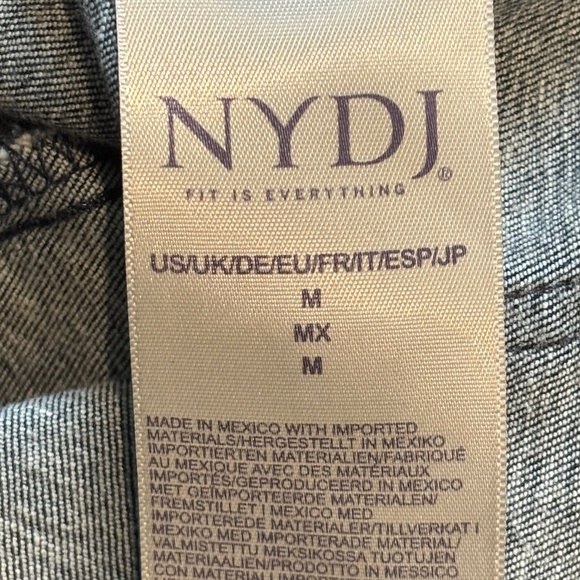 NYDJ®
FIT IS EVERYTHING
US/UK/DE/EU/FR/IT/ESP/JP
M
MX
M
MADE IN MEXICO WITH IMPORTED
MATERIALS/HERGESTELLT IN MEXIKO
IMPORTIERTEN MATERIALIEN/FABRIQUÉ
AU MEXIQUE AVEC DES MATÉRIAUX
IMPORTÉS/GEPRODUCEERD IN MEXICO
MET GEÏMPORTEERDE MATERIALEN/
FREMSTILLET I MEXICO MED
IMPORTEREDE MATERIALER/TILLVERKAT I
MEXIKO MED IMPORTERADE MATERIAL/
VALMISTETTU MEKSIKOSSA TUOTUJEN
MATERIAALIEN/PRODOTTO IN MESSICO
CON MATERIALI